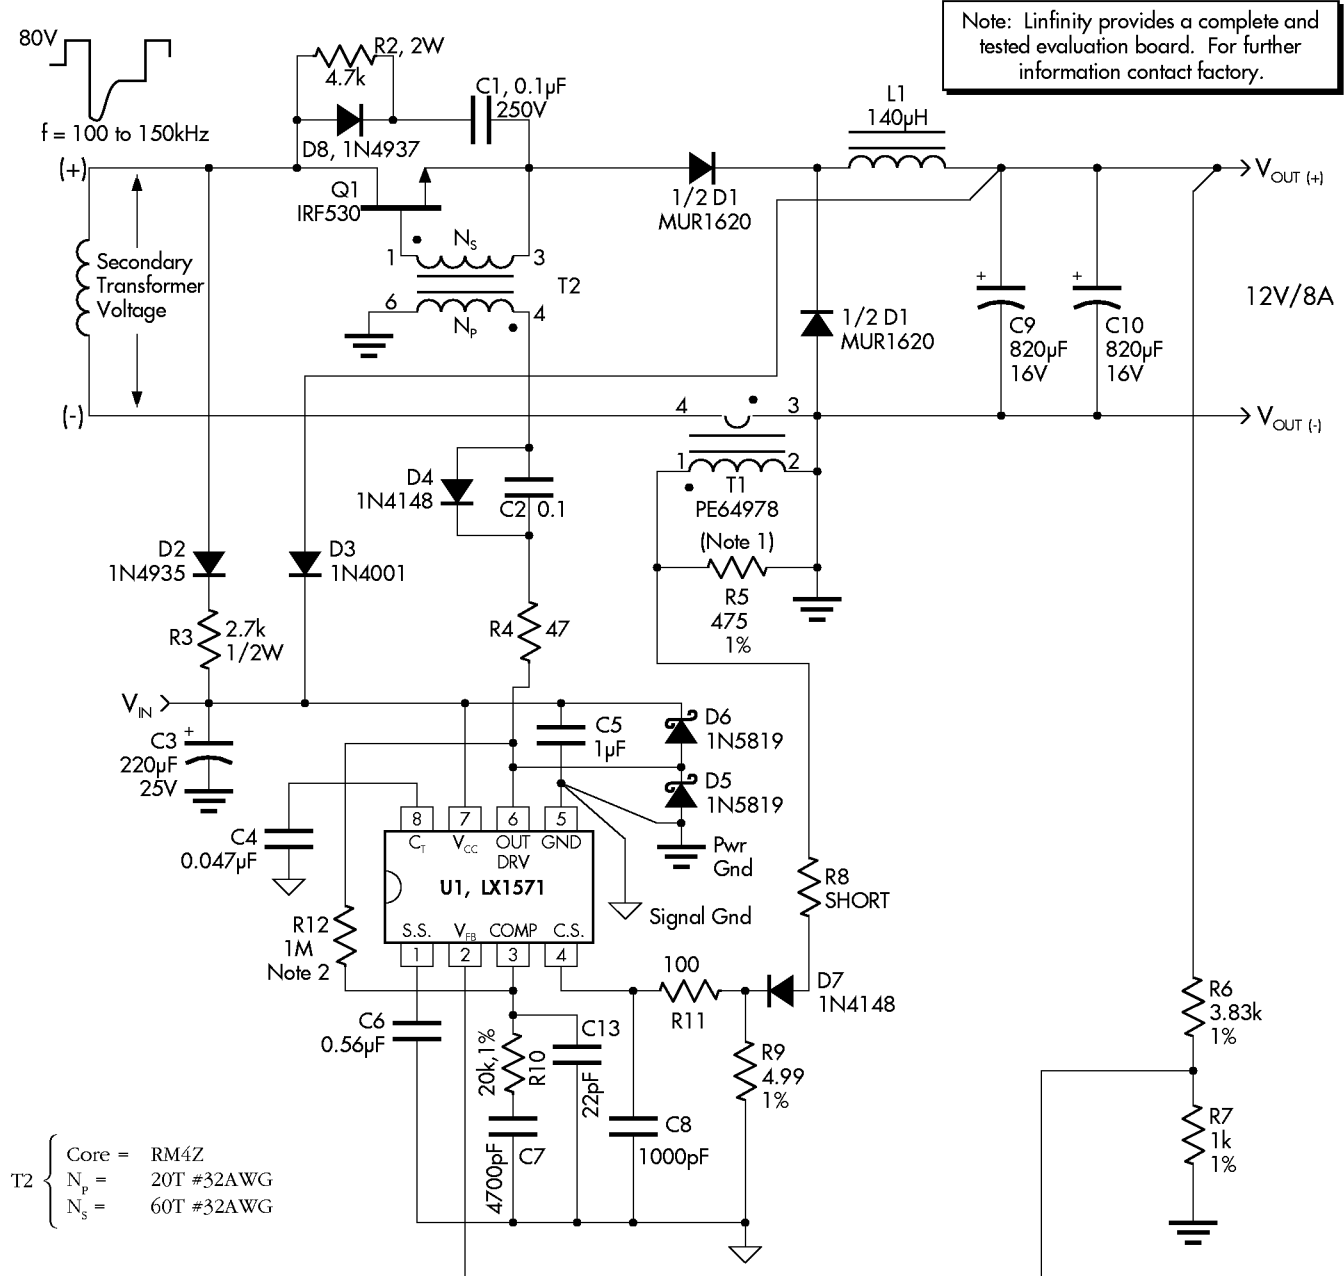 Note: Linfinity provides a complete and
tested evaluation board. For further
information contact factory.
80V
f = 100 to 150kHz
R2, 2W
4.7k
C1, 0.1µF
250V
D8, 1N4937
L1
140µH
(+)
VOUT (+)
Q1
IRF530
1/2 D1
MUR1620
Secondary
Transformer
Voltage
1
NS
3
T2
6
NP
4
+
C9
820µF
16V
+
C10
820µF
16V
12V/8A
1/2 D1
MUR1620
(-)
4
3
VOUT (-)
1
2
T1
PE64978
(Note 1)
R5
475
1%
D4
1N4148
C2 0.1
D2
1N4935
D3
1N4001
R3
2.7k
1/2W
R4
47
VIN
+
C3
220µF
25V
C5
1µF
D6
1N5819
D5
1N5819
C4
0.047µF
8
7
6
5
CT
VCC
OUT
DRV
GND
Pwr
Gnd
U1, LX1571
R8
SHORT
Signal Gnd
S.S.
VFB
COMP
C.S.
1
2
3
4
R12
1M
Note 2
100
R11
D7
1N4148
R6
3.83k
1%
C6
0.56µF
20k,1%
R10
C13
22pF
R9
4.99
1%
4700pF
C7
C8
1000pF
R7
1k
1%
T2
Core = RM4Z
NP = 20T #32AWG
NS = 60T #32AWG